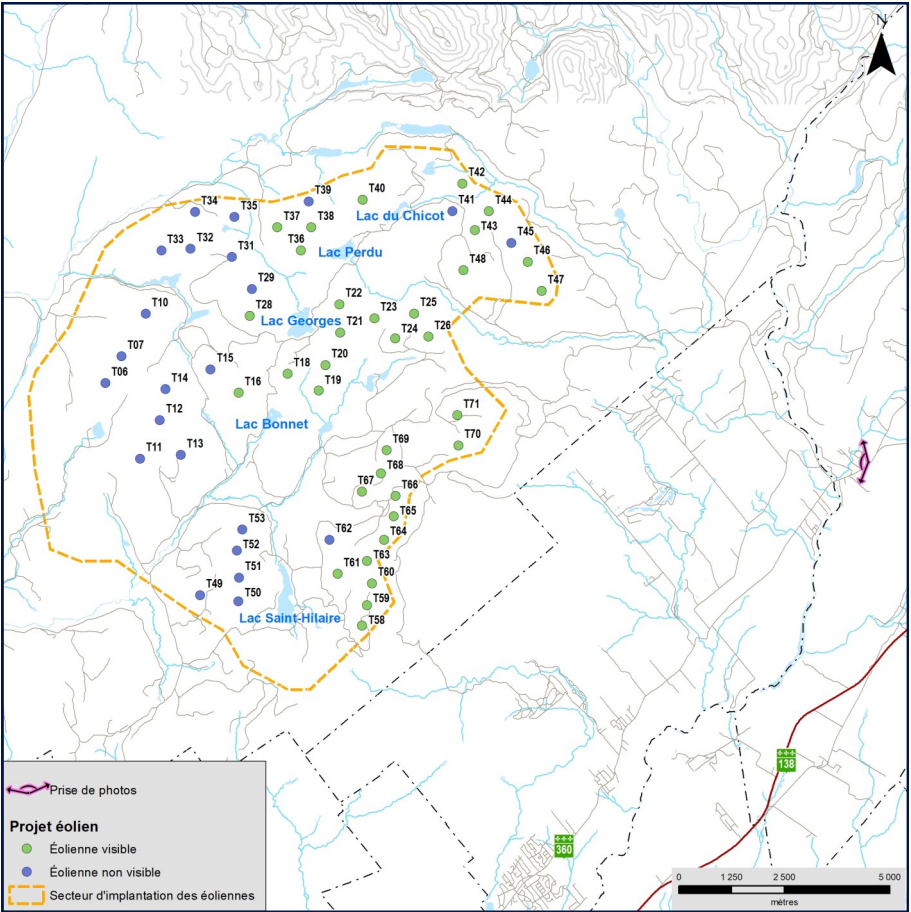 N
T42
T39
T40
T34
T35
T41
T44
Lac du Chicot
T37
T38
T43
T45
T33
T32
T31
T36
Lac Perdu
T46
T48
T29
T47
T10
T28
T22
T23
T25
Lac Georges
T21
T24
T26
T07
T15
T18
T20
T06
T14
T16
T19
T12
T71
Lac Bonnet
T70
T11
T13
T69
T68
T67
T66
T53
T65
T62
T64
T52
T63
T51
T61
T60
T49
T50
T59
Lac Saint-Hilaire
T58
138
360
Prise de photos
Projet éolien
Éolienne visible
Éolienne non visible
Secteur d'implantation des éoliennes
0 1 250 2 500 5 000
mètres